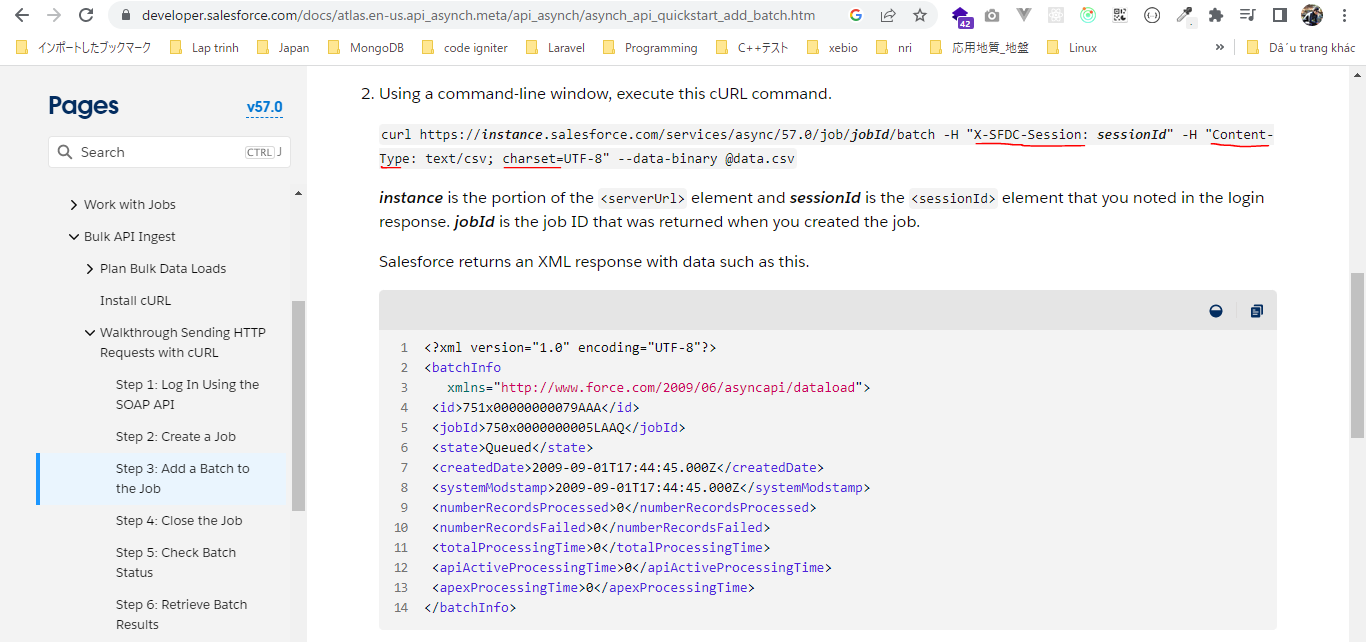 developer.salesforce.com/docs/atlas.en-us.api_asynch.meta/api_asynch/asynch_api_quickstart_add_batch.htm
42
インポートしたブックマーク Lap trinh Japan MongoDB code igniter Laravel Programming C++テスト xebio nri 応用地質_地盤 Linux » Dấu trang khác
Pages v57.0
Search CTRL J
Work with Jobs
Bulk API Ingest
Plan Bulk Data Loads
Install cURL
Walkthrough Sending HTTP
Requests with cURL
Step 1: Log In Using the
SOAP API
Step 2: Create a Job
Step 3: Add a Batch to
the Job
Step 4: Close the Job
Step 5: Check Batch
Status
Step 6: Retrieve Batch
Results
2. Using a command-line window, execute this cURL command.
curl https://instance.salesforce.com/services/async/57.0/job/jobId/batch -H "X-SFDC-Session: sessionId" -H "Content-
Type: text/csv; charset=UTF-8" --data-binary @data.csv
instance is the portion of the <serverUrl> element and sessionId is the <sessionId> element that you noted in the login
response. jobId is the job ID that was returned when you created the job.
Salesforce returns an XML response with data such as this.
1 <?xml version="1.0" encoding="UTF-8"?>
2 <batchInfo
3 xmlns="http://www.force.com/2009/06/asyncapi/dataload">
4 <id>751x00000000079AAA</id>
5 <jobId>750x0000000005LAAQ</jobId>
6 <state>Queued</state>
7 <createdDate>2009-09-01T17:44:45.000Z</createdDate>
8 <systemModstamp>2009-09-01T17:44:45.000Z</systemModstamp>
9 <numberRecordsProcessed>0</numberRecordsProcessed>
10 <numberRecordsFailed>0</numberRecordsFailed>
11 <totalProcessingTime>0</totalProcessingTime>
12 <apiActiveProcessingTime>0</apiActiveProcessingTime>
13 <apexProcessingTime>0</apexProcessingTime>
14 </batchInfo>